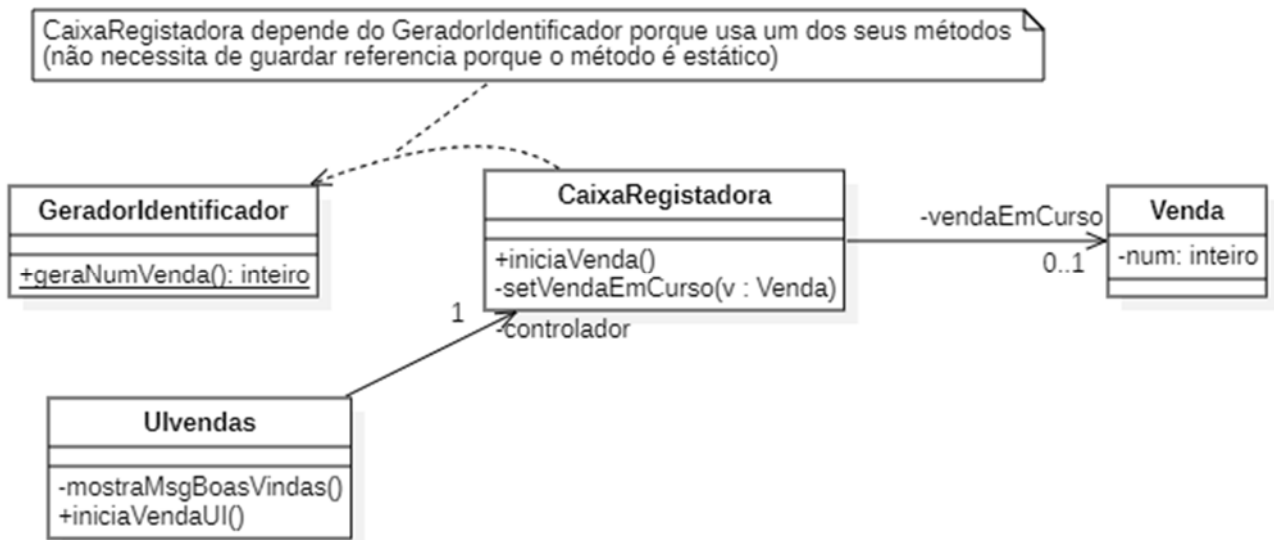 CaixaRegistadora depende do GeradorIdentificador porque usa um dos seus métodos
(não necessita de guardar referencia porque o método é estático)
GeradorIdentificador
+geraNumVenda(): inteiro
CaixaRegistadora
+iniciaVenda()
-setVendaEmCurso(v : Venda)
-vendaEmCurso
0..1
Venda
-num: inteiro
1
-controlador
UIvendas
-mostraMsgBoasVindas()
+iniciaVendaUI()